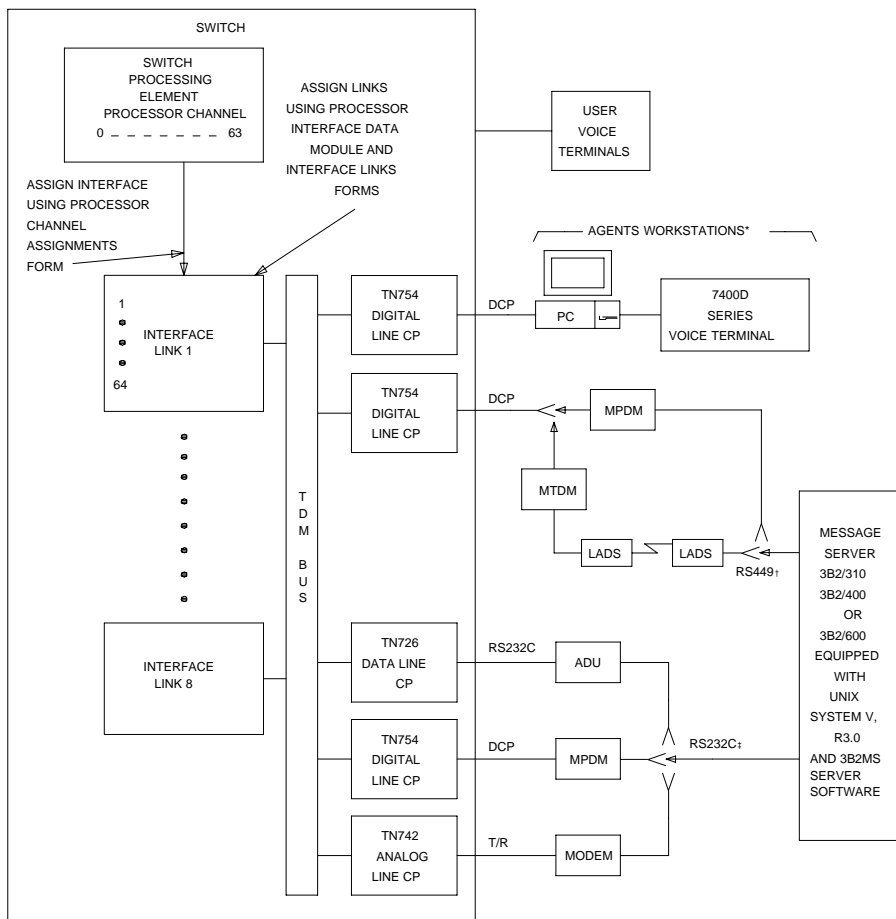 SWITCH
SWITCH
PROCESSING
ELEMENT
PROCESSOR CHANNEL
0 _ _ _ _ _ _ _ 63
ASSIGN LINKS
USING PROCESSOR
INTERFACE DATA
MODULE AND
INTERFACE LINKS
FORMS
USER
VOICE
TERMINALS
ASSIGN INTERFACE
USING PROCESSOR
CHANNEL
ASSIGNMENTS
FORM
AGENTS WORKSTATIONS*
1
64
INTERFACE
LINK 1
TN754
DIGITAL
LINE CP
DCP
PC
7400D
SERIES
VOICE TERMINAL
TN754
DIGITAL
LINE CP
DCP
MPDM
MTDM
LADS
LADS
RS449†
TDM BUS
MESSAGE
SERVER
3B2/310
3B2/400
OR
3B2/600
EQUIPPED
WITH
UNIX
SYSTEM V,
R3.0
AND 3B2MS
SERVER
SOFTWARE
INTERFACE
LINK 8
TN726
DATA LINE
CP
RS232C
ADU
TN754
DIGITAL
LINE CP
DCP
MPDM
RS232C‡
TN742
ANALOG
LINE CP
T/R
MODEM